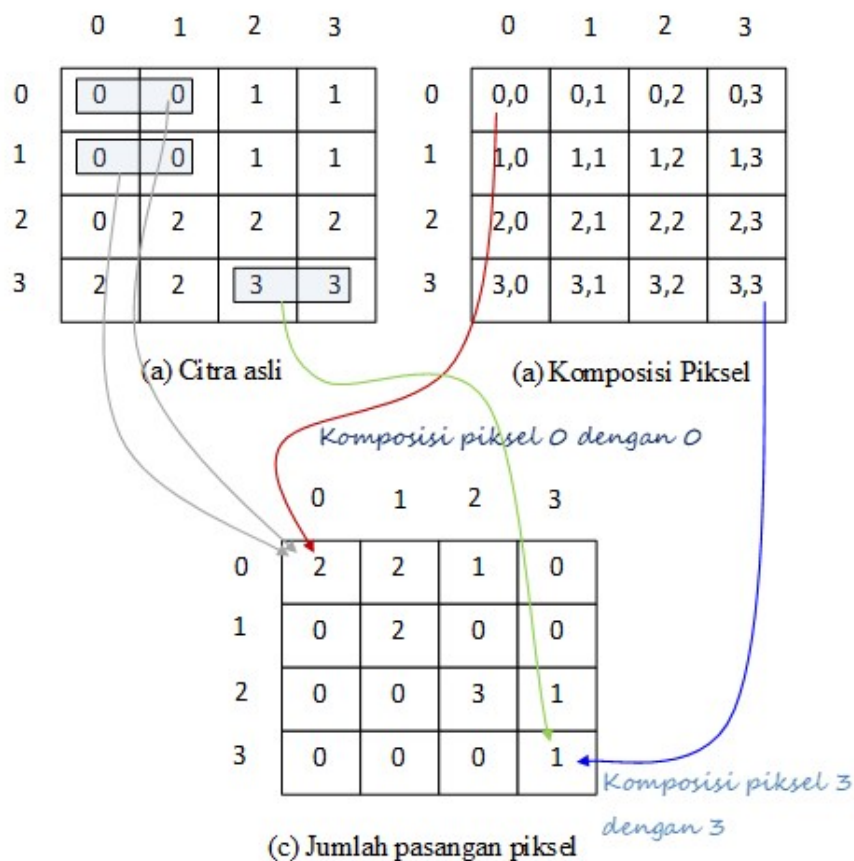 0 1 2 3
0 0 0 1 1
1 0 0 1 1
2 0 2 2 2
3 2 2 3 3
(a) Citra asli
0 1 2 3
0 0,0 0,1 0,2 0,3
1 1,0 1,1 1,2 1,3
2 2,0 2,1 2,2 2,3
3 3,0 3,1 3,2 3,3
(a) Komposisi Piksel
Komposisi piksel 0 dengan 0
0 1 2 3
0 2 2 1 0
1 0 2 0 0
2 0 0 3 1
3 0 0 0 1
Komposisi piksel 3
dengan 3
(c) Jumlah pasangan piksel